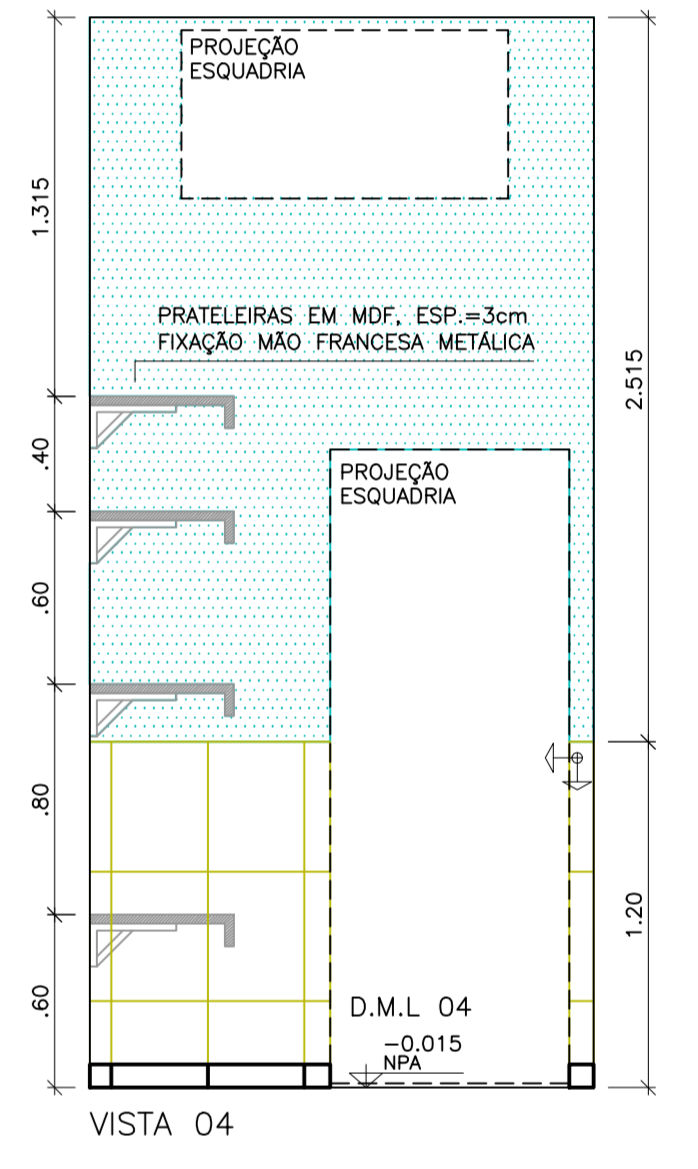 PROJEÇÃO
ESQUADRIA
1.315
PRATELEIRAS EM MDF, ESP.=3cm
FIXAÇÃO MÃO FRANCESA METÁLICA
2.515
.40
PROJEÇÃO
ESQUADRIA
.60
.80
1.20
.60
D.M.L 04
-0.015
NPA
VISTA 04